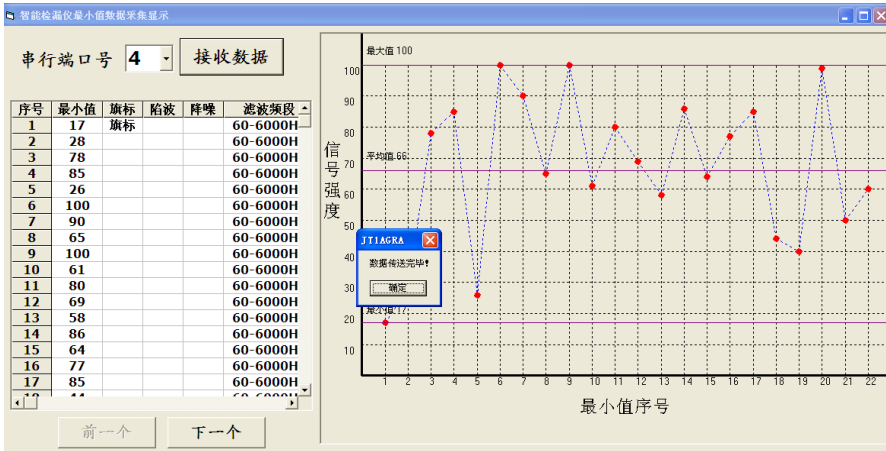 智能检漏仪最小值数据采集显示
串行端口号 4 接收数据
序号 最小值 旗标 陷波 降噪 滤波频段
1 17 旗标 60-6000H
2 28 60-6000H
3 78 60-6000H
4 85 60-6000H
5 26 60-6000H
6 100 60-6000H
7 90 60-6000H
8 65 60-6000H
9 100 60-6000H
10 61 60-6000H
11 80 60-6000H
12 69 60-6000H
13 58 60-6000H
14 86 60-6000H
15 64 60-6000H
16 77 60-6000H
17 85 60-6000H
前一个 下一个
最大值 100
100
90
80
70
60
50
40
30
20
10
信号强度
平均值 66
最小值 17
JT1AGRA
数据传送完毕!
确定
1 2 3 4 5 6 7 8 9 10 11 12 13 14 15 16 17 18 19 20 21 22
最小值序号